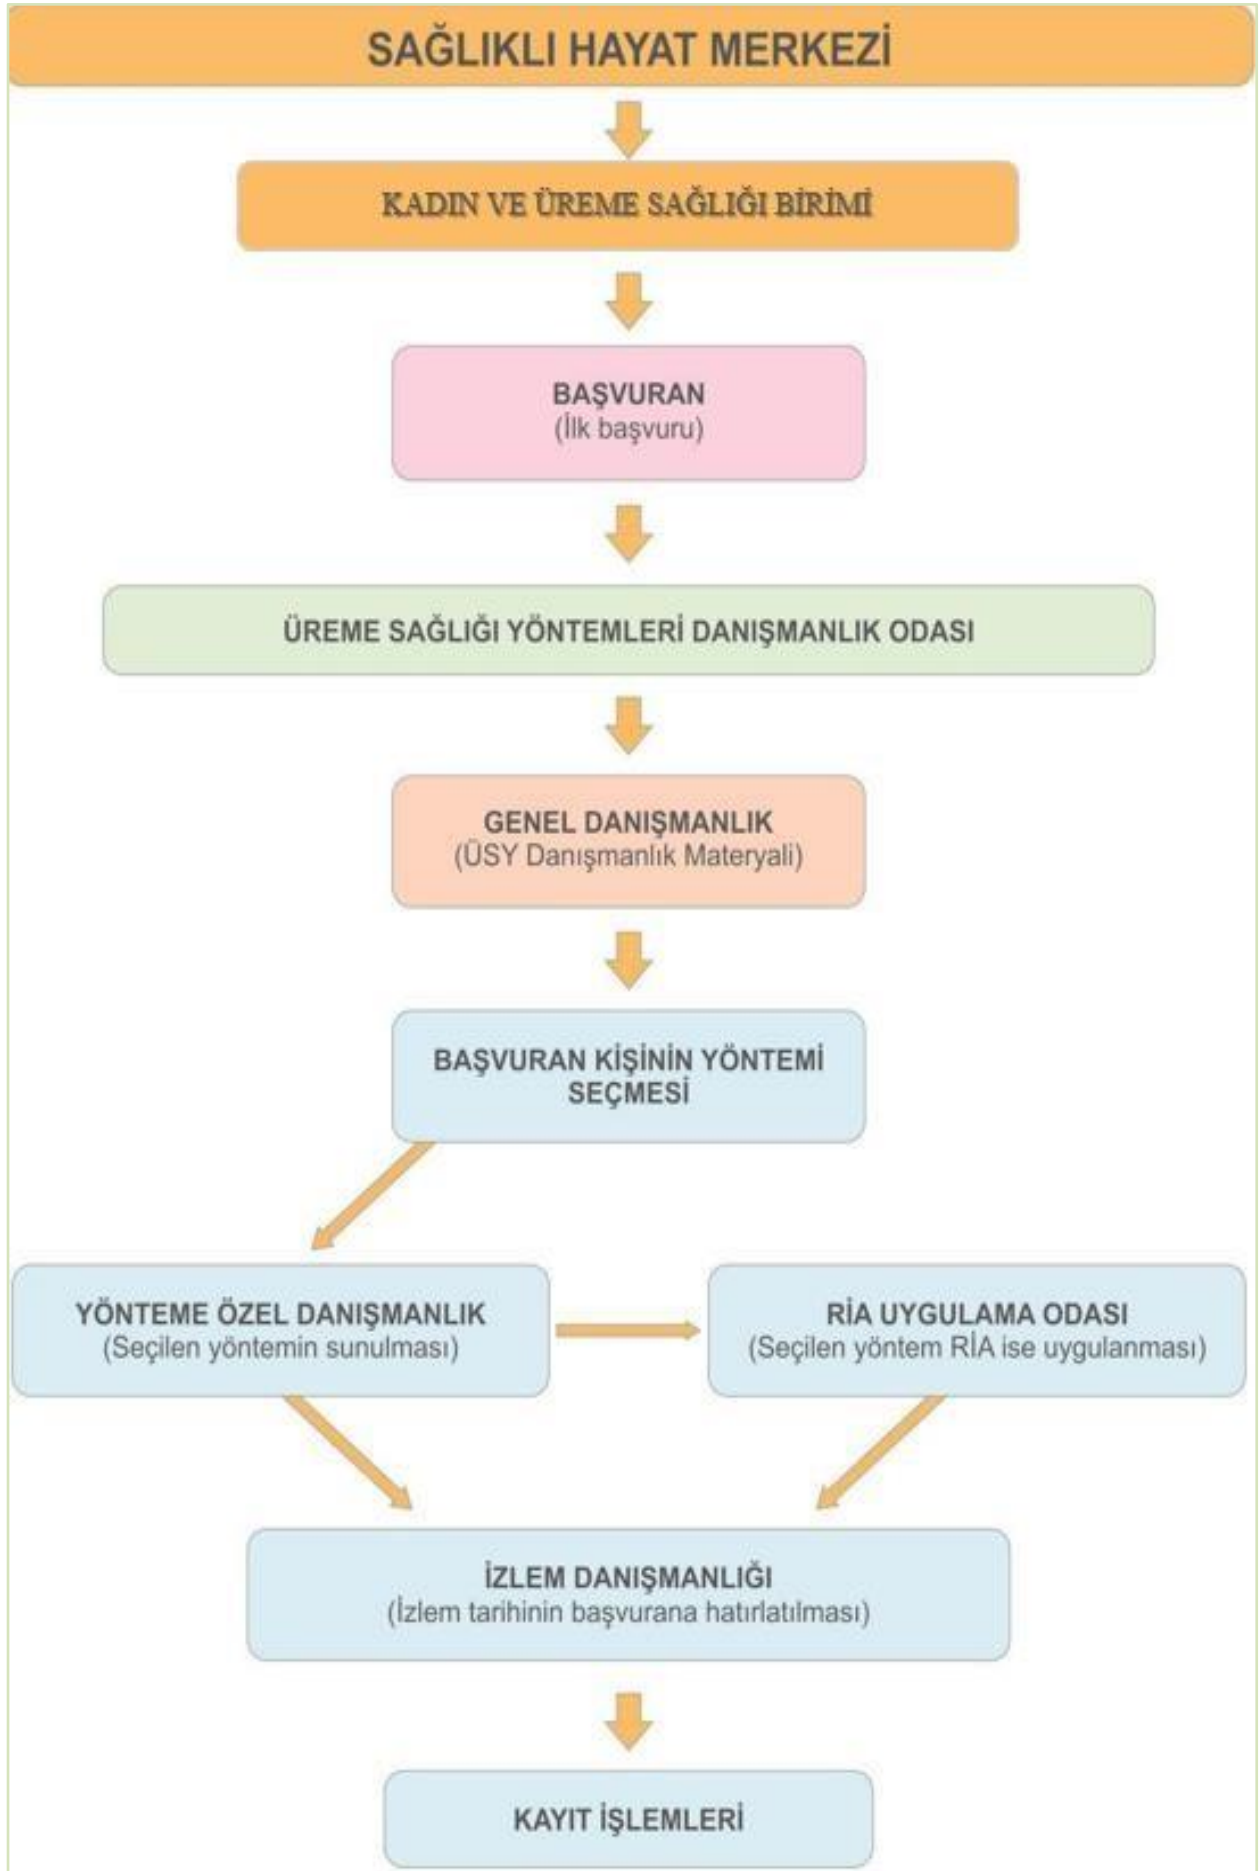 SAĞLIKLI HAYAT MERKEZİ
KADIN VE ÜREME SAĞLIĞI BİRİMİ
BAŞVURAN
(İlk başvuru)
ÜREME SAĞLIĞI YÖNTEMLERİ DANIŞMANLIK ODASI
GENEL DANIŞMANLIK
(ÜSY Danışmanlık Materyali)
BAŞVURAN KİŞİNİN YÖNTEMİ
SEÇMESİ
YÖNTEME ÖZEL DANIŞMANLIK
(Seçilen yöntemin sunulması)
RİA UYGULAMA ODASI
(Seçilen yöntem RİA ise uygulanması)
İZLEM DANIŞMANLIĞI
(İzlem tarihinin başvurana hatırlatılması)
KAYIT İŞLEMLERİ